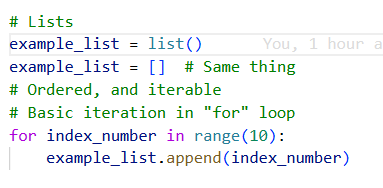 # Lists
example_list = list() You, 1 hour a
example_list = [] # Same thing
# Ordered, and iterable
# Basic iteration in "for" loop
for index_number in range(10):
    example_list.append(index_number)